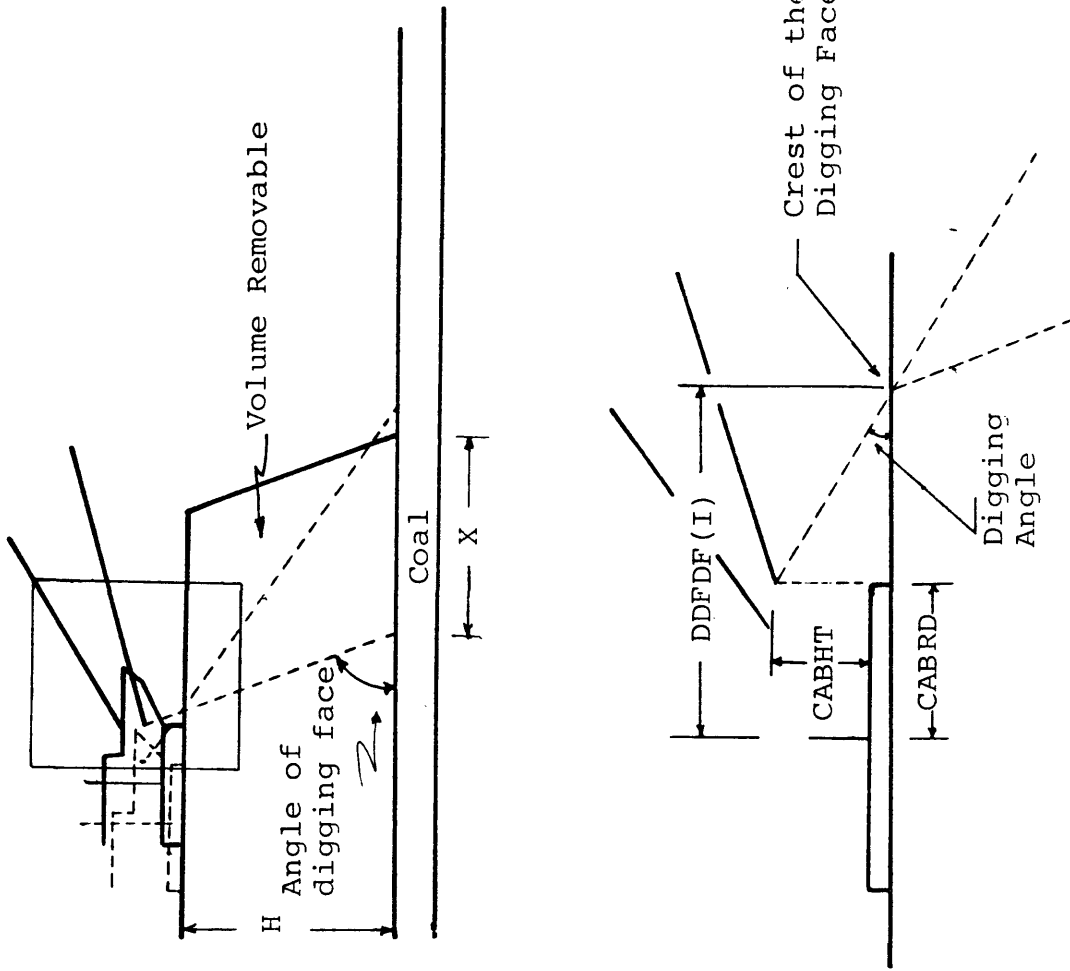 Volume Removable
H
Angle of
digging face
Coal
X
Crest of the
Digging Face
DDFDF(I)
CABHT
CABRD
Digging
Angle